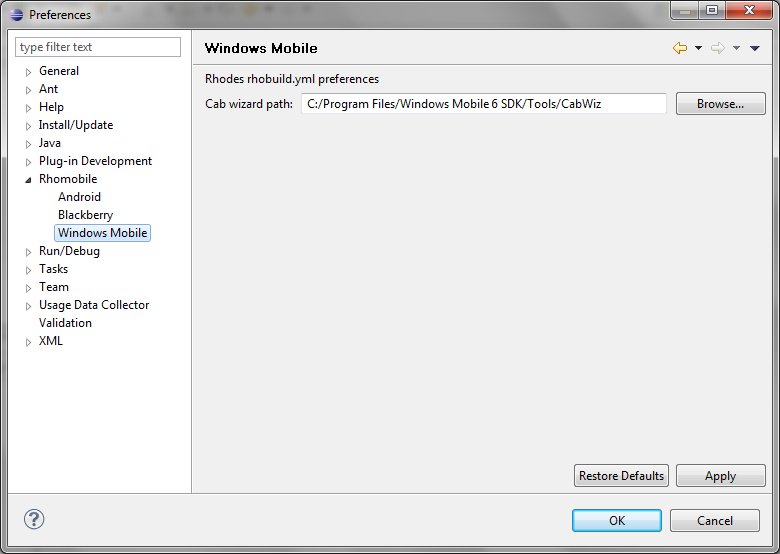 Preferences
type filter text
General
Ant
Help
Install/Update
Java
Plug-in Development
Rhomobile
Android
Blackberry
Windows Mobile
Run/Debug
Tasks
Team
Usage Data Collector
Validation
XML
Windows Mobile
Rhodes rhobuild.yml preferences
Cab wizard path: C:/Program Files/Windows Mobile 6 SDK/Tools/CabWiz Browse...
Restore Defaults Apply
? OK Cancel